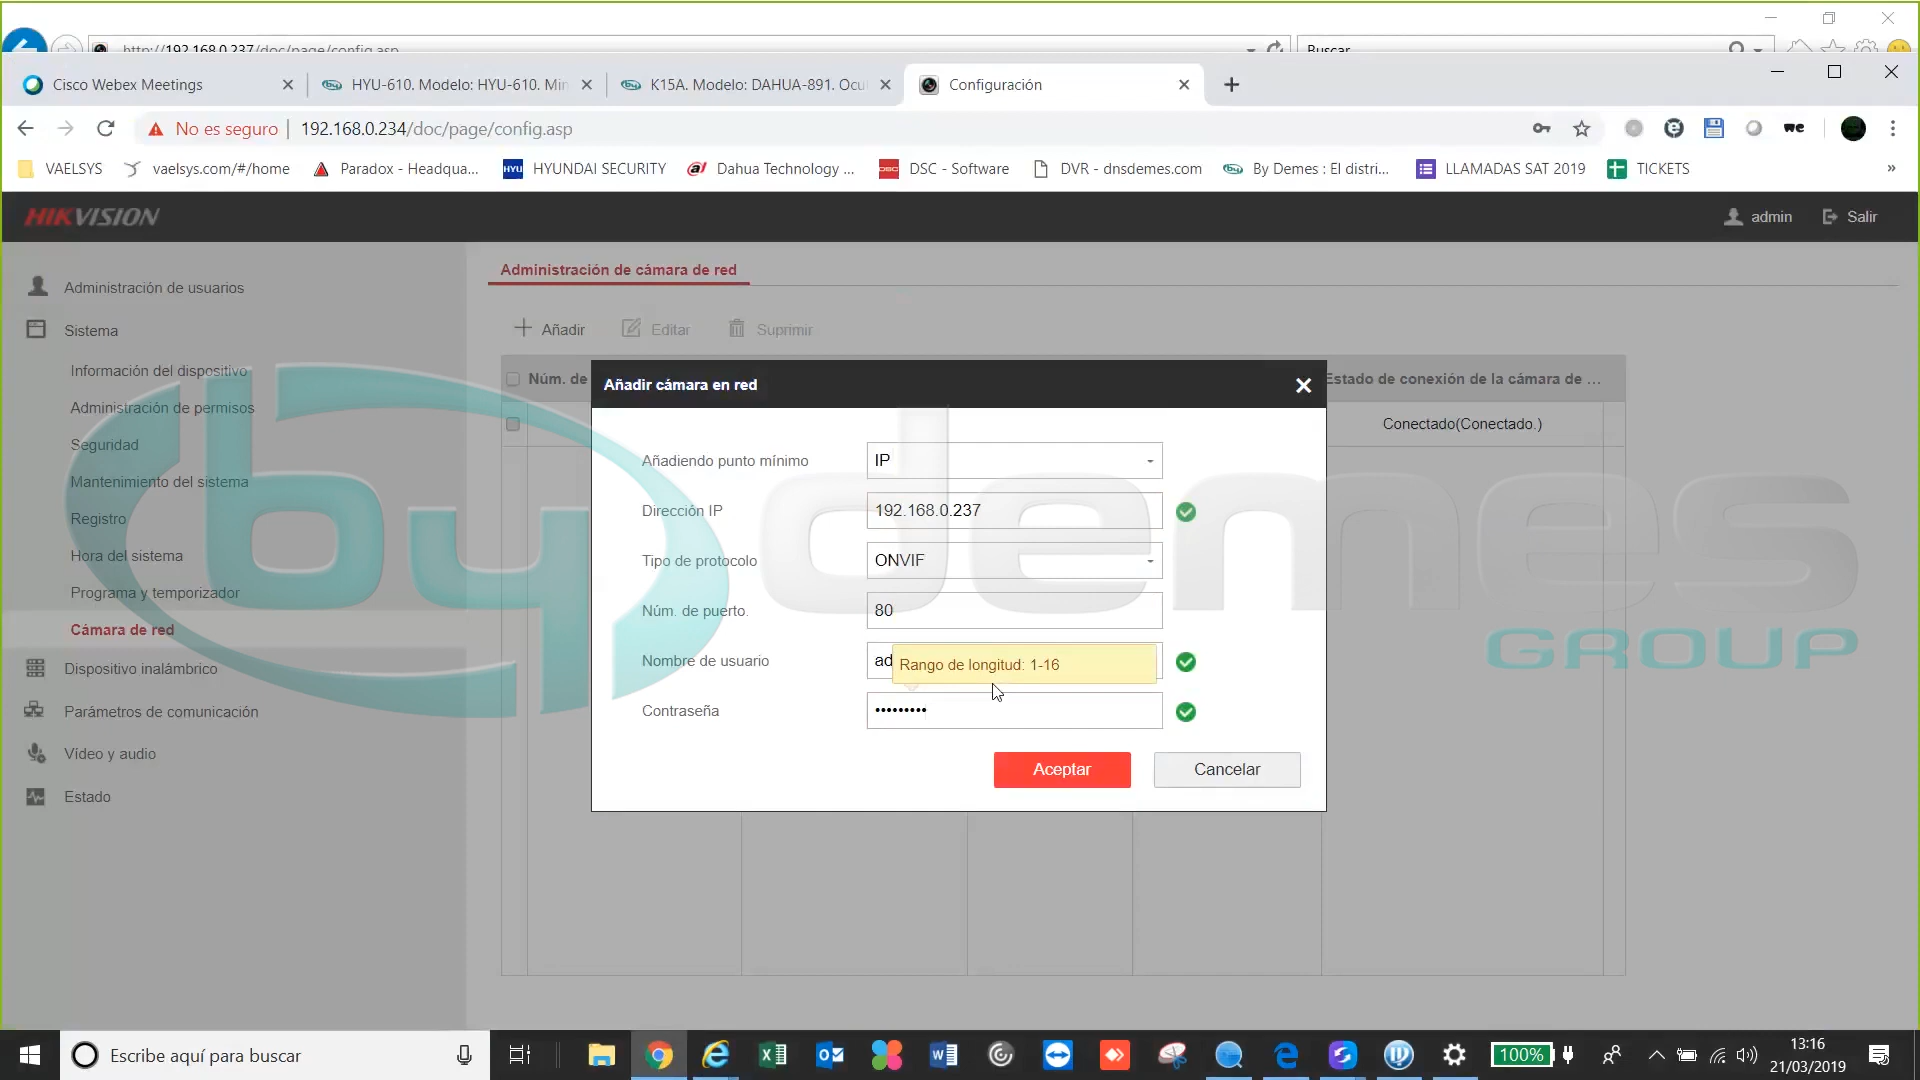 http://192.168.0.237/doc/page/config.asp
Buscar
Cisco Webex Meetings
HYU-610. Modelo: HYU-610. Min
K15A. Modelo: DAHUA-891. Ocu
Configuración
No es seguro
192.168.0.234/doc/page/config.asp
we
VAELSYS
vaelsys.com/#/home
Paradox - Headqua...
HYU
HYUNDAI SECURITY
Dahua Technology ...
DSC - Software
DVR - dnsdemes.com
By Demes : El distri...
LLAMADAS SAT 2019
TICKETS
HIKVISION
admin
Salir
Administración de usuarios
Sistema
Información del dispositivo
Administración de permisos
Seguridad
Mantenimiento del sistema
Registro
Hora del sistema
Programa y temporizador
Cámara de red
Dispositivo inalámbrico
Parámetros de comunicación
Vídeo y audio
Estado
Administración de cámara de red
Añadir
Editar
Suprimir
Núm. de
Estado de conexión de la cámara de ...
Conectado(Conectado.)
Añadir cámara en red
Añadiendo punto mínimo
IP
Dirección IP
192.168.0.237
Tipo de protocolo
ONVIF
Núm. de puerto.
80
Nombre de usuario
ad
Rango de longitud: 1-16
Contraseña
•••••••••
Aceptar
Cancelar
by demes
GROUP
Escribe aquí para buscar
100%
13:16
21/03/2019